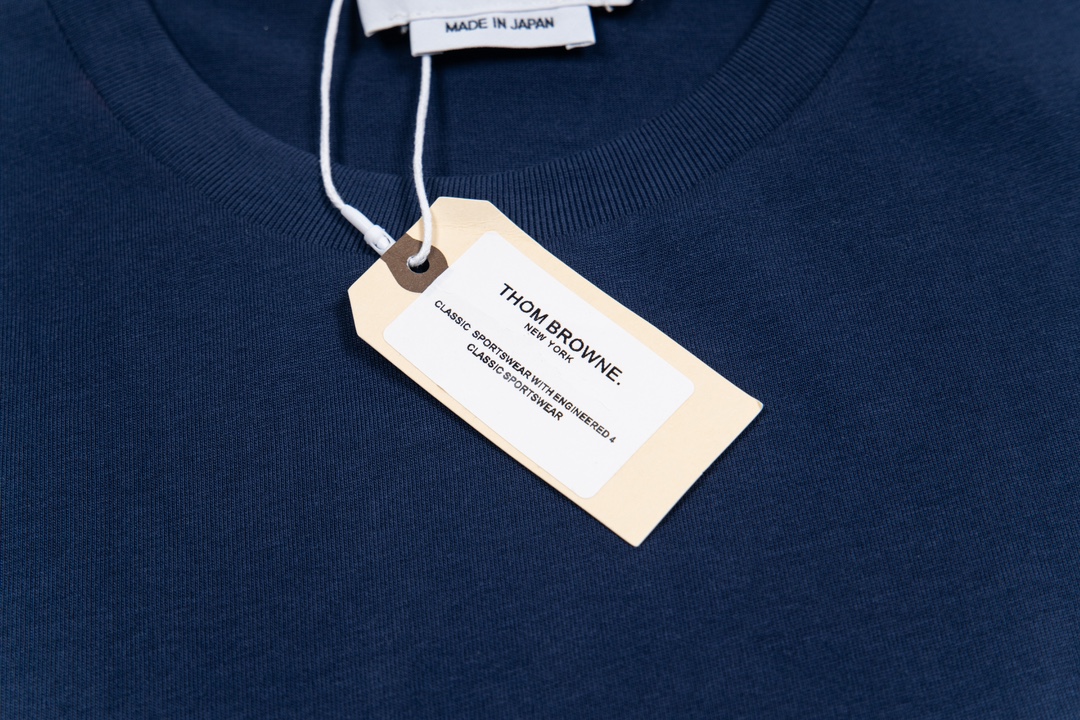 MADE IN JAPAN
THOM BROWNE.
NEW YORK
CLASSIC SPORTSWEAR WITH ENGINEERED 4
CLASSIC SPORTSWEAR